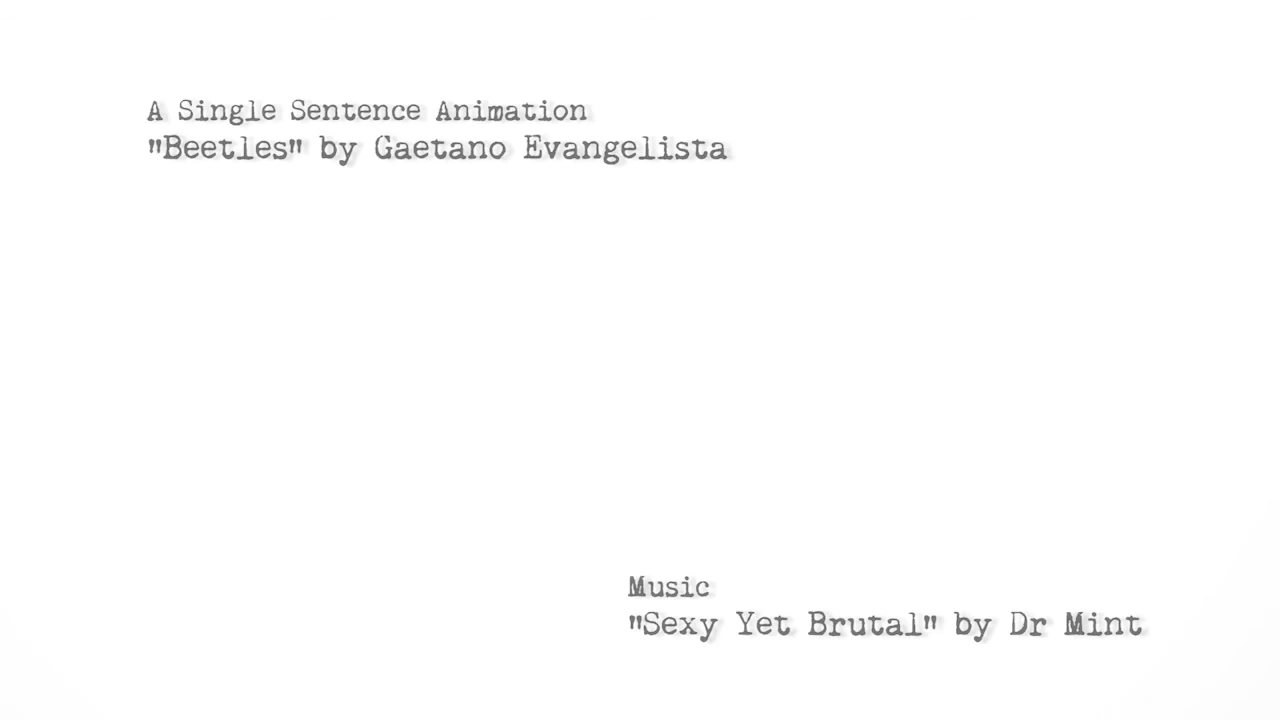 A Single Sentence Animation
"Beetles" by Gaetano Evangelista
Music
"Sexy Yet Brutal" by Dr Mint